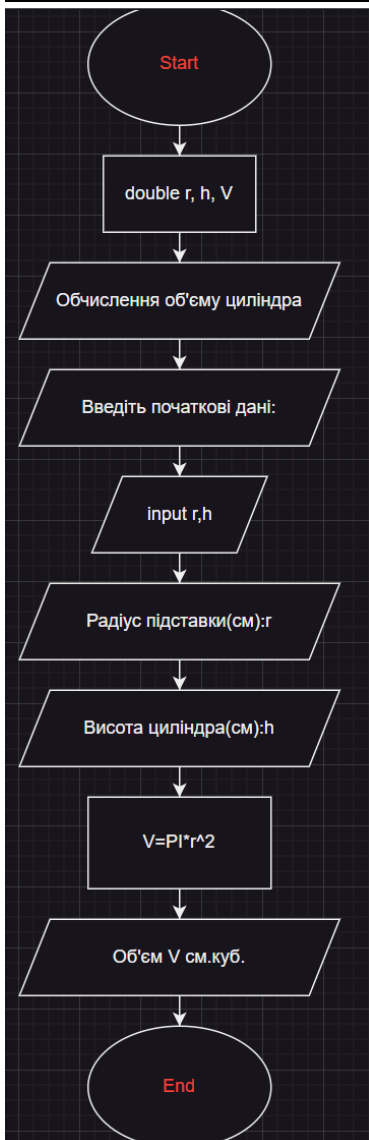 Start
double r, h, V
Обчислення об'єму циліндра
Введіть початкові дані:
input r,h
Радіус підставки(см):r
Висота циліндра(см):h
V=PI*r^2
Об'єм V см.куб.
End